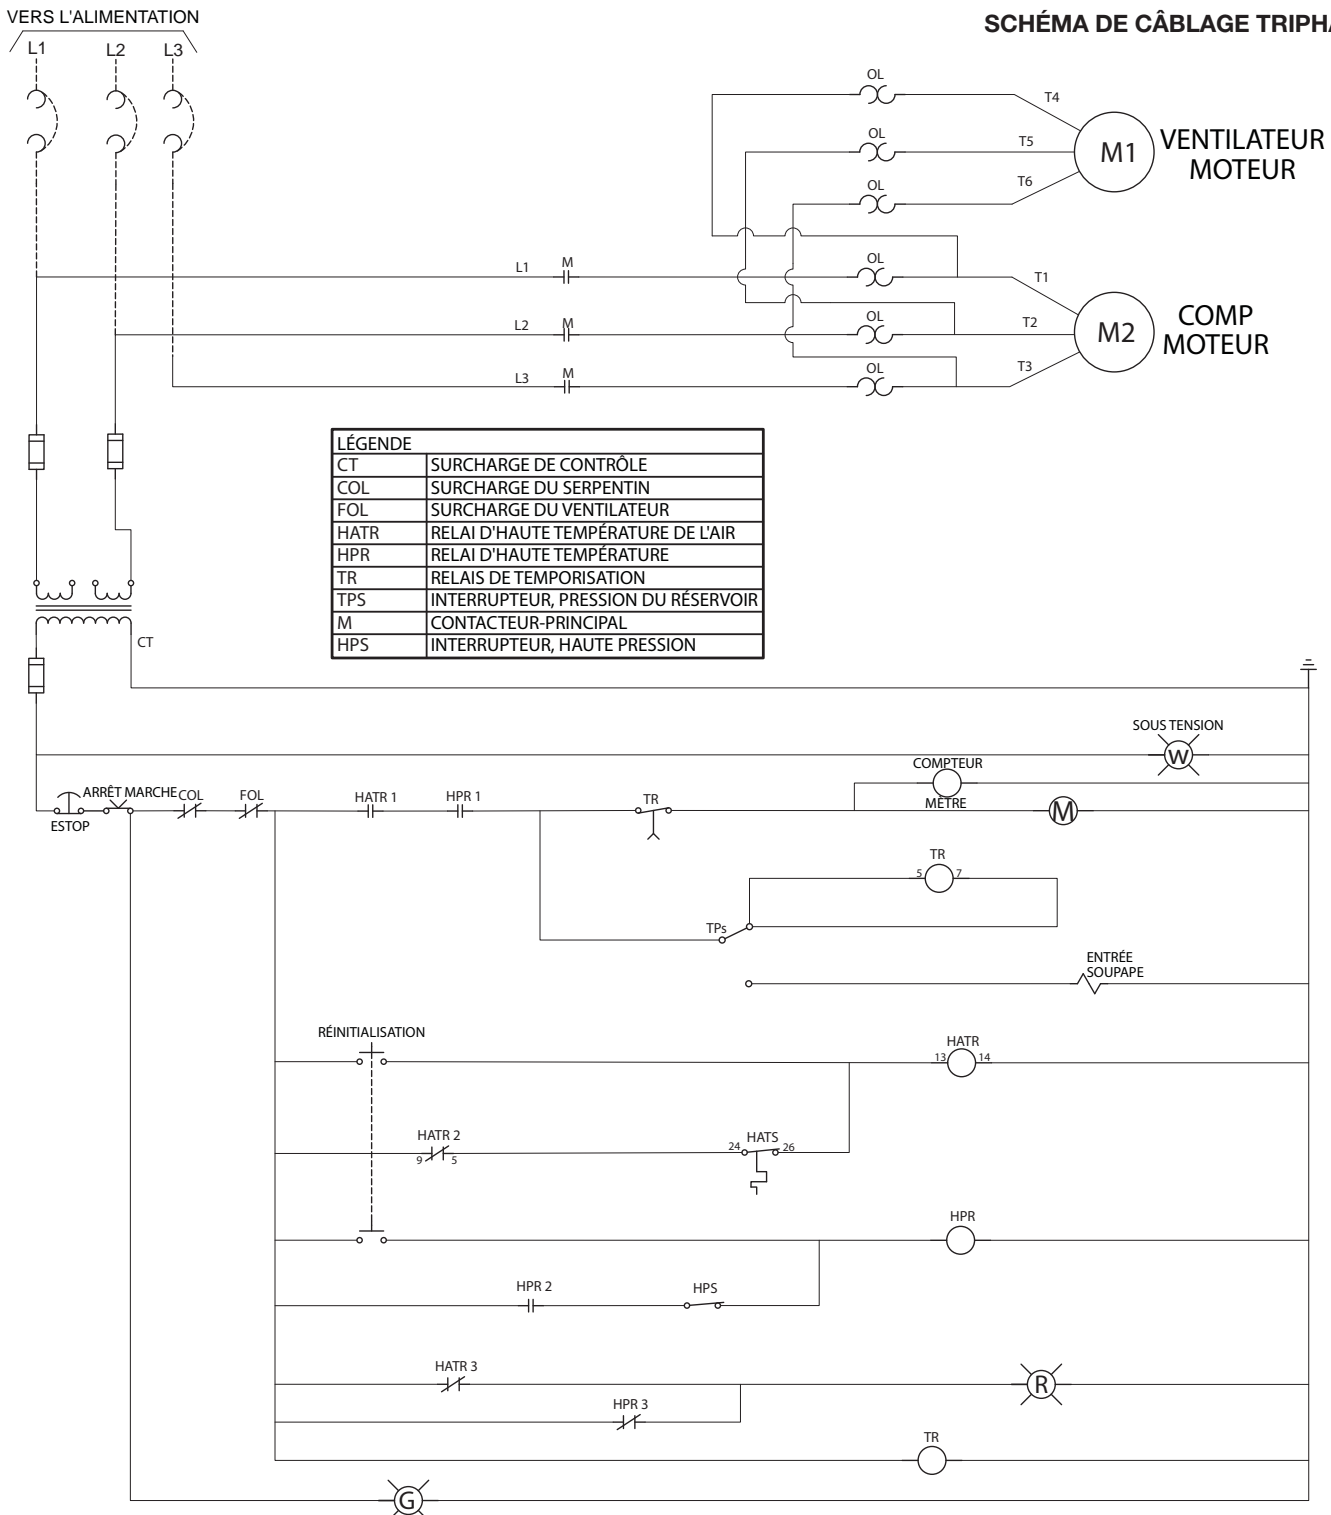 VERS L'ALIMENTATION
SCHÉMA DE CÂBLAGE TRIPHA
L1 L2 L3
OL
T4
OL
T5
M1
VENTILATEUR
MOTEUR
OL
T6
L1 M OL T1
L2 M OL T2
M2
COMP
MOTEUR
L3 M OL T3
LÉGENDE
CT SURCHARGE DE CONTRÔLE
COL SURCHARGE DU SERPENTIN
FOL SURCHARGE DU VENTILATEUR
HATR RELAI D'HAUTE TEMPÉRATURE DE L'AIR
HPR RELAI D'HAUTE TEMPÉRATURE
TR RELAIS DE TEMPORISATION
TPS INTERRUPTEUR, PRESSION DU RÉSERVOIR
M CONTACTEUR-PRINCIPAL
HPS INTERRUPTEUR, HAUTE PRESSION
CT
SOUS TENSION
W
COMPTEUR
MÈTRE
ARRÊT MARCHE COL FOL HATR 1 HPR 1 TR M
ESTOP
TR
5 7
TPs
ENTRÉE
SOUPAPE
RÉINITIALISATION
HATR
13 14
HATR 2
9 5
HATS
24 26
HPR
HPR 2 HPS
HATR 3
R
HPR 3
TR
G